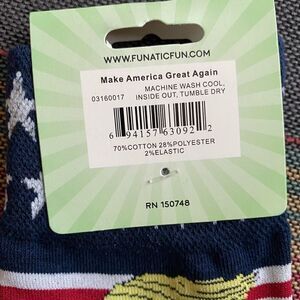 WWW.FUNATICFUN.COM
Make America Great Again
MACHINE WASH COOL,
03160017 INSIDE OUT, TUMBLE DRY
6 94157 63092 2
70%COTTON 28%POLYESTER
2%ELASTIC
RN 150748